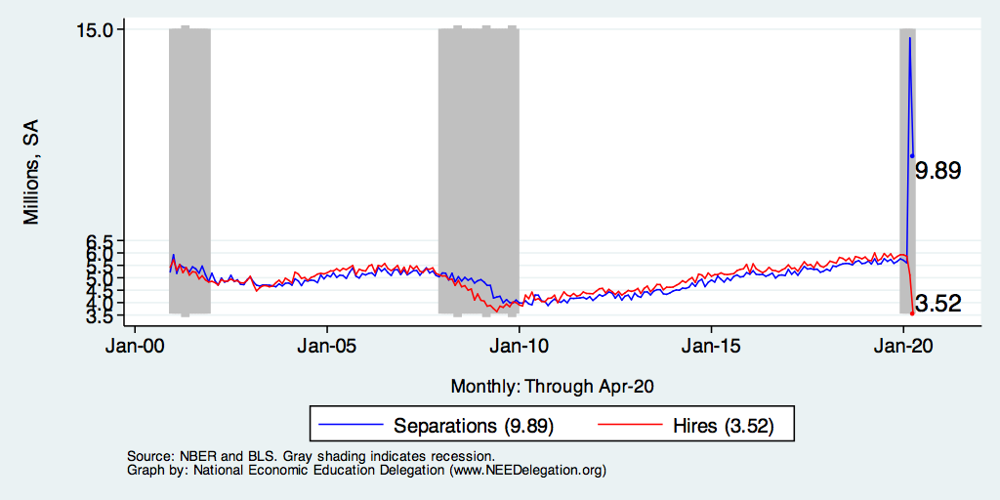 15.0
Millions, SA
9.89
6.5
6.0
5.5
5.0
4.5
4.0
3.5
3.52
Jan-00 Jan-05 Jan-10 Jan-15 Jan-20
Monthly: Through Apr-20
Separations (9.89) Hires (3.52)
Source: NBER and BLS. Gray shading indicates recession.
Graph by: National Economic Education Delegation (www.NEEDelegation.org)